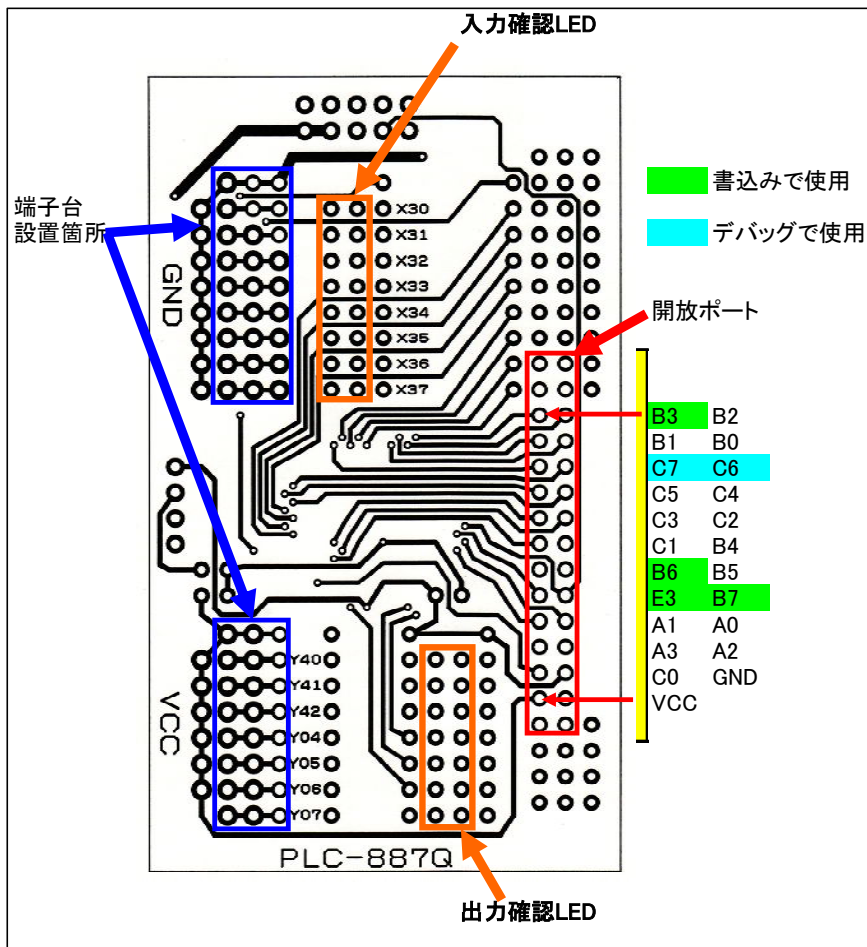 入力確認LED
端子台
設置箇所
GND
X30
X31
X32
X33
X34
X35
X36
X37
書込みで使用
デバッグで使用
開放ポート
B3 B2
B1 B0
C7 C6
C5 C4
C3 C2
C1 B4
B6 B5
E3 B7
A1 A0
A3 A2
C0 GND
VCC
VCC
Y40
Y41
Y42
Y04
Y05
Y06
Y07
PLC-887Q
出力確認LED